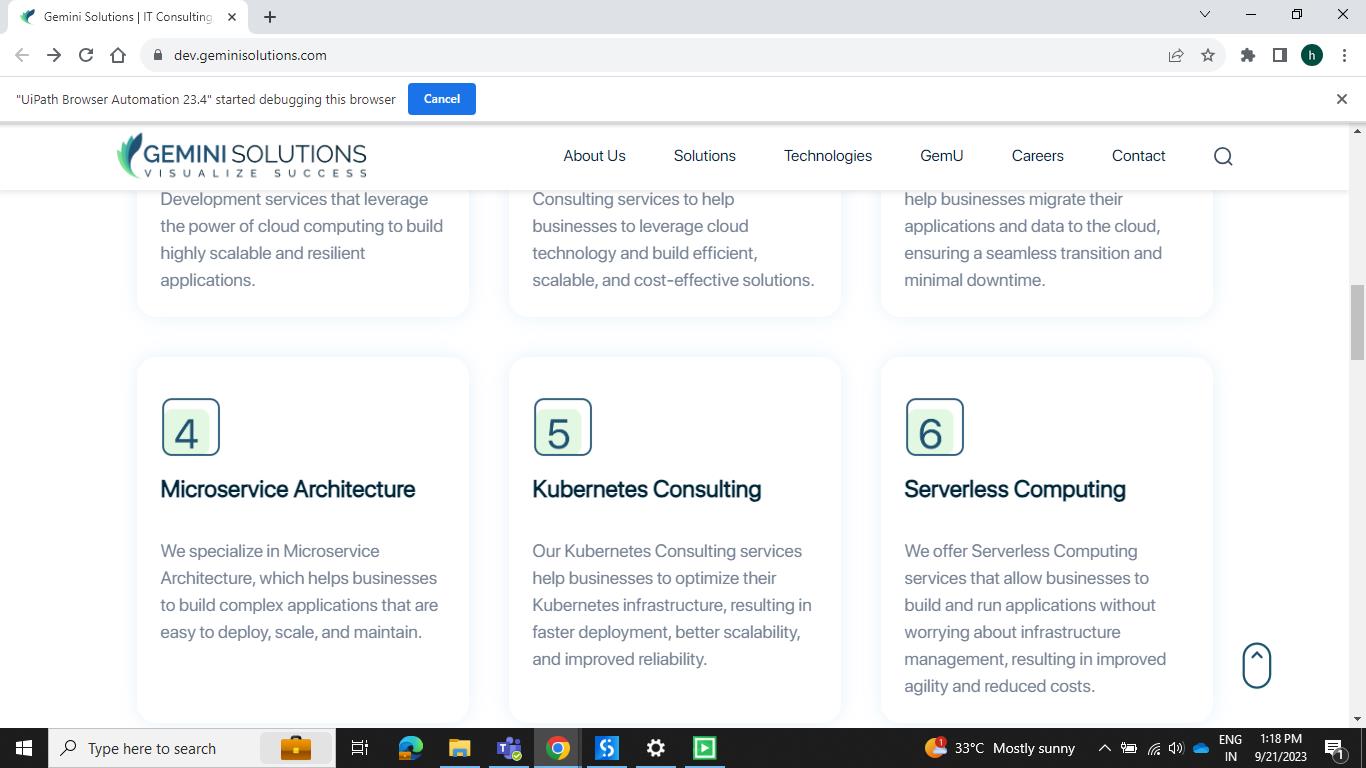 Gemini Solutions | IT Consulting
dev.geminisolutions.com
h
"UiPath Browser Automation 23.4" started debugging this browser
Cancel
GEMINI SOLUTIONS
VISUALIZE SUCCESS
About Us
Solutions
Technologies
GemU
Careers
Contact
Development services that leverage
the power of cloud computing to build
highly scalable and resilient
applications.
Consulting services to help
businesses to leverage cloud
technology and build efficient,
scalable, and cost-effective solutions.
help businesses migrate their
applications and data to the cloud,
ensuring a seamless transition and
minimal downtime.
4
Microservice Architecture
We specialize in Microservice
Architecture, which helps businesses
to build complex applications that are
easy to deploy, scale, and maintain.
5
Kubernetes Consulting
Our Kubernetes Consulting services
help businesses to optimize their
Kubernetes infrastructure, resulting in
faster deployment, better scalability,
and improved reliability.
6
Serverless Computing
We offer Serverless Computing
services that allow businesses to
build and run applications without
worrying about infrastructure
management, resulting in improved
agility and reduced costs.
Type here to search
1
33°C Mostly sunny
ENG
IN
1:18 PM
9/21/2023
1